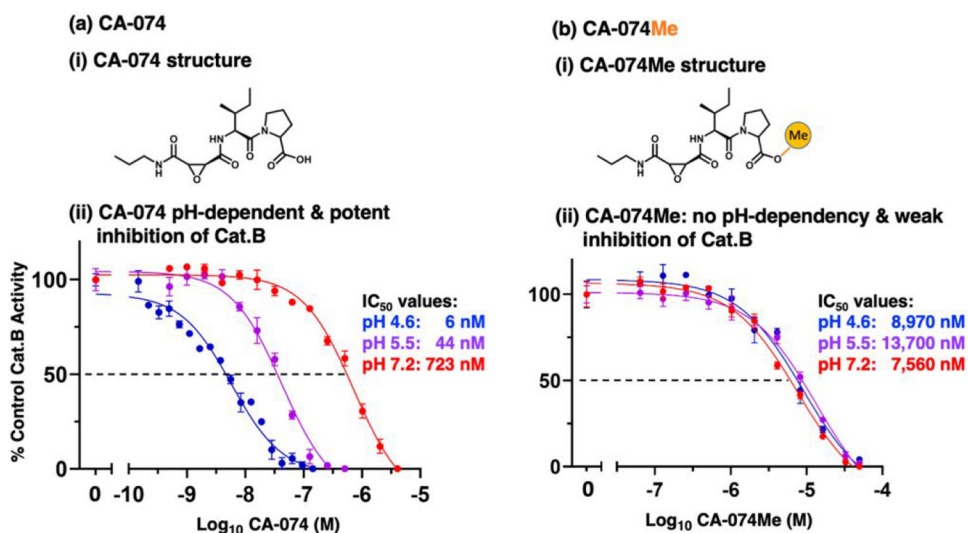 (a) CA-074
(i) CA-074 structure
HN
N
O
O
O
OH
N
H
O
O
(ii) CA-074 pH-dependent & potent
inhibition of Cat.B
% Control Cat.B Activity
100
50
0
IC50 values:
pH 4.6: 6 nM
pH 5.5: 44 nM
pH 7.2: 723 nM
0 -10 -9 -8 -7 -6 -5
Log10 CA-074 (M)
(b) CA-074Me
(i) CA-074Me structure
HN
N
O
O
O
O
Me
N
H
O
O
(ii) CA-074Me: no pH-dependency & weak
inhibition of Cat.B
100
50
0
IC50 values:
pH 4.6: 8,970 nM
pH 5.5: 13,700 nM
pH 7.2: 7,560 nM
0 -7 -6 -5 -4
Log10 CA-074Me (M)